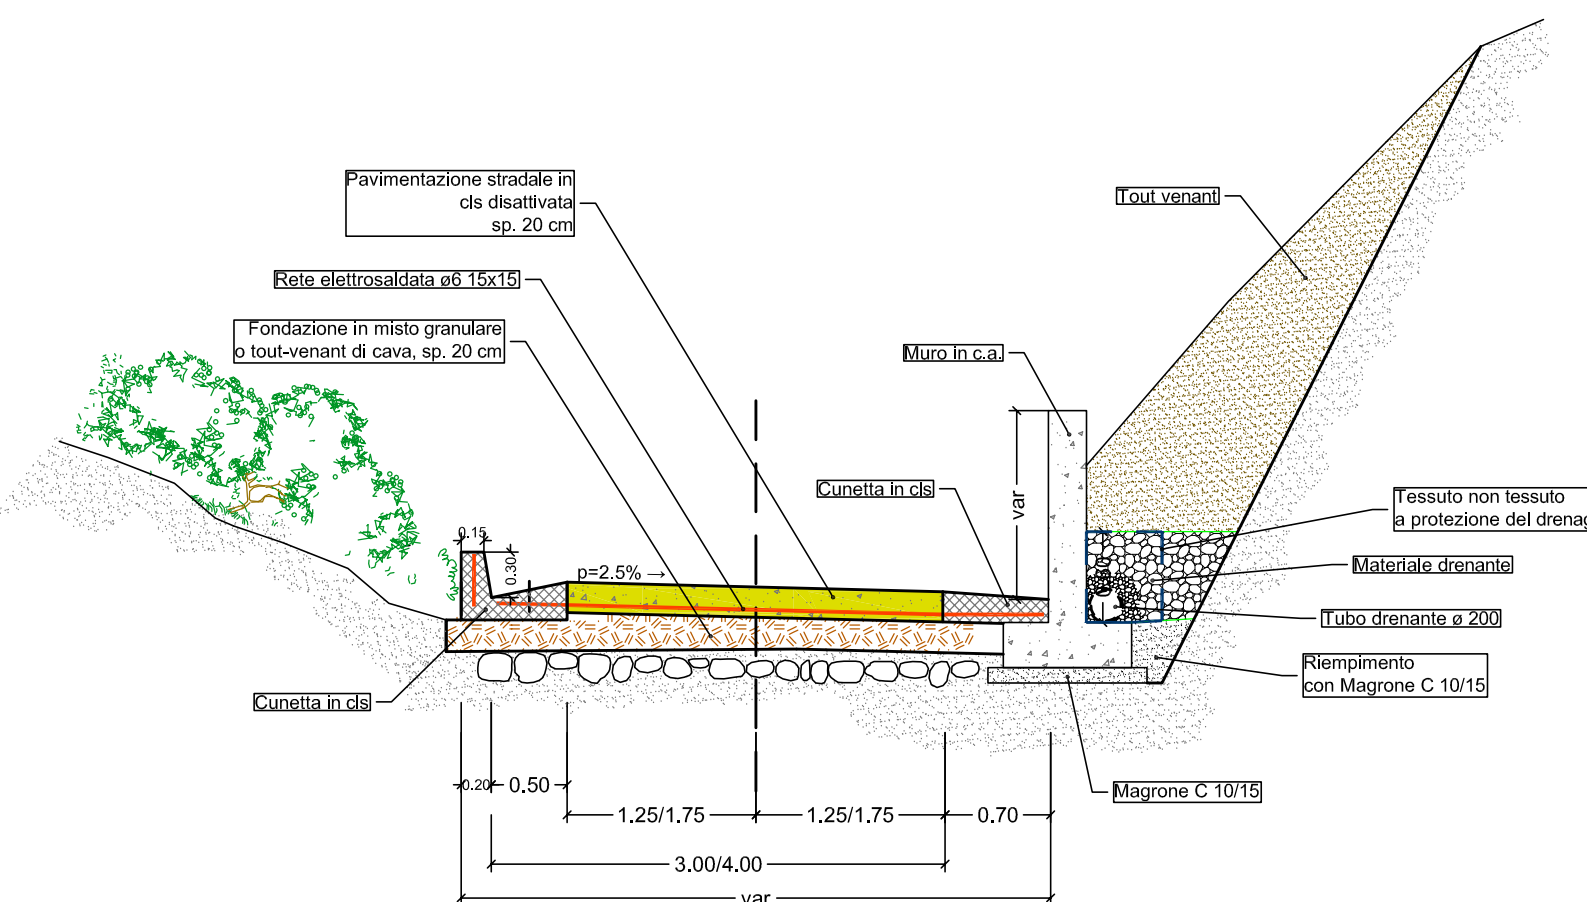 Pavimentazione stradale in
cls disattivata
sp. 20 cm
Tout venant
Rete elettrosaldata ø6 15x15
Fondazione in misto granulare
o tout-venant di cava, sp. 20 cm
Muro in c.a.
Cunetta in cls
var
Tessuto non tessuto
a protezione del drenag
0.15
0.30
p=2.5% →
Materiale drenante
Tubo drenante ø 200
Riempimento
con Magrone C 10/15
Cunetta in cls
Magrone C 10/15
0.20
0.50
1.25/1.75
1.25/1.75
0.70
3.00/4.00
var